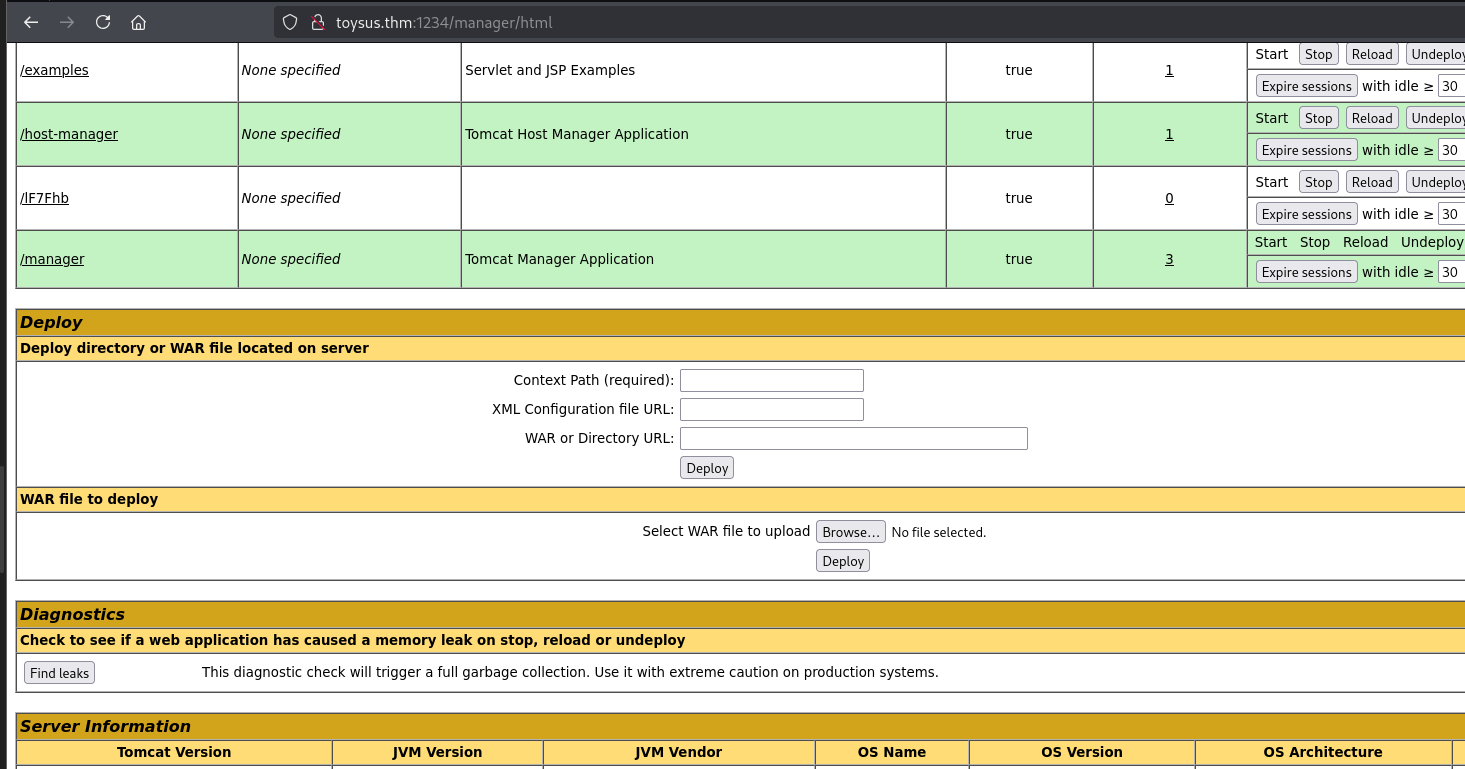 toysus.thm:1234/manager/html
/examples None specified Servlet and JSP Examples true 1 Start Stop Reload Undeploy
Expire sessions with idle ≥ 30
/host-manager None specified Tomcat Host Manager Application true 1 Start Stop Reload Undeploy
Expire sessions with idle ≥ 30
/lF7Fhb None specified true 0 Start Stop Reload Undeploy
Expire sessions with idle ≥ 30
/manager None specified Tomcat Manager Application true 3 Start Stop Reload Undeploy
Expire sessions with idle ≥ 30
Deploy
Deploy directory or WAR file located on server
Context Path (required):
XML Configuration file URL:
WAR or Directory URL:
Deploy
WAR file to deploy
Select WAR file to upload Browse... No file selected.
Deploy
Diagnostics
Check to see if a web application has caused a memory leak on stop, reload or undeploy
Find leaks This diagnostic check will trigger a full garbage collection. Use it with extreme caution on production systems.
Server Information
Tomcat Version JVM Version JVM Vendor OS Name OS Version OS Architecture